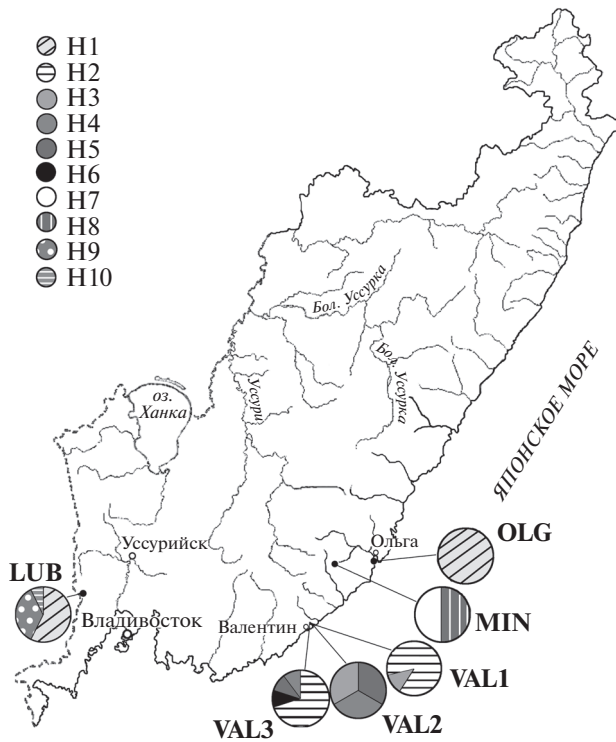 H1
H2
H3
H4
H5
H6
H7
H8
H9
H10
Бол. Уссурка
Бол. Уссурка
Уссури
оз.
Ханка
ЯПОНСКОЕ МОРЕ
Ольга
OLG
Уссурийск
LUB
Владивосток
Валентин
MIN
VAL1
VAL3
VAL2